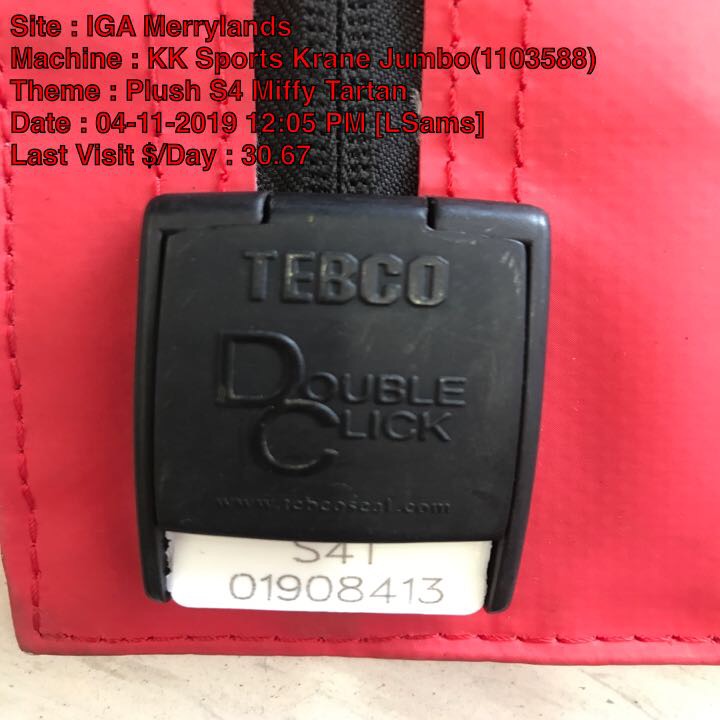 Site : IGA Merrylands
Machine : KK Sports Krane Jumbo(1103588)
Theme : Plush S4 Miffy Tartan
Date : 04-11-2019 12:05 PM [LSams]
Last Visit $/Day : 30.67
TEBCO
DOUBLE
CLICK
www.tebcoseal.com
01908413